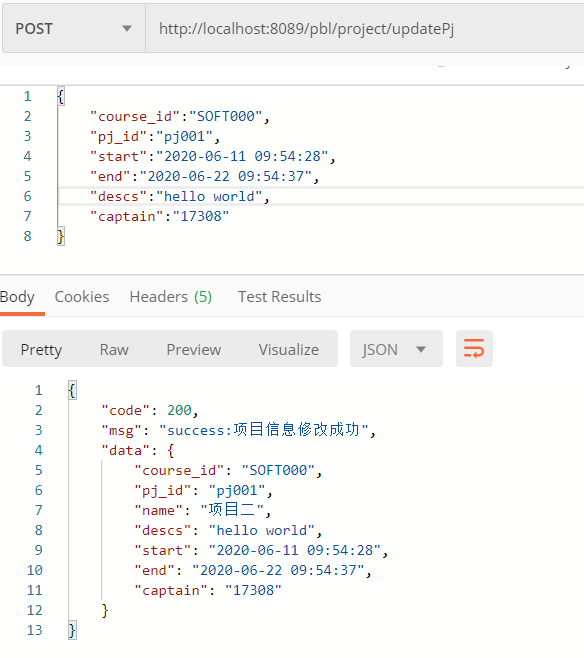 POST http://localhost:8089/pbl/project/updatePj
1 {
2 "course_id":"SOFT000",
3 "pj_id":"pj001",
4 "start":"2020-06-11 09:54:28",
5 "end":"2020-06-22 09:54:37",
6 "descs":"hello world",
7 "captain":"17308"
8 }
Body Cookies Headers (5) Test Results
Pretty Raw Preview Visualize JSON
1 {
2 "code": 200,
3 "msg": "success:项目信息修改成功",
4 "data": {
5 "course_id": "SOFT000",
6 "pj_id": "pj001",
7 "name": "项目二",
8 "descs": "hello world",
9 "start": "2020-06-11 09:54:28",
10 "end": "2020-06-22 09:54:37",
11 "captain": "17308"
12 }
13 }